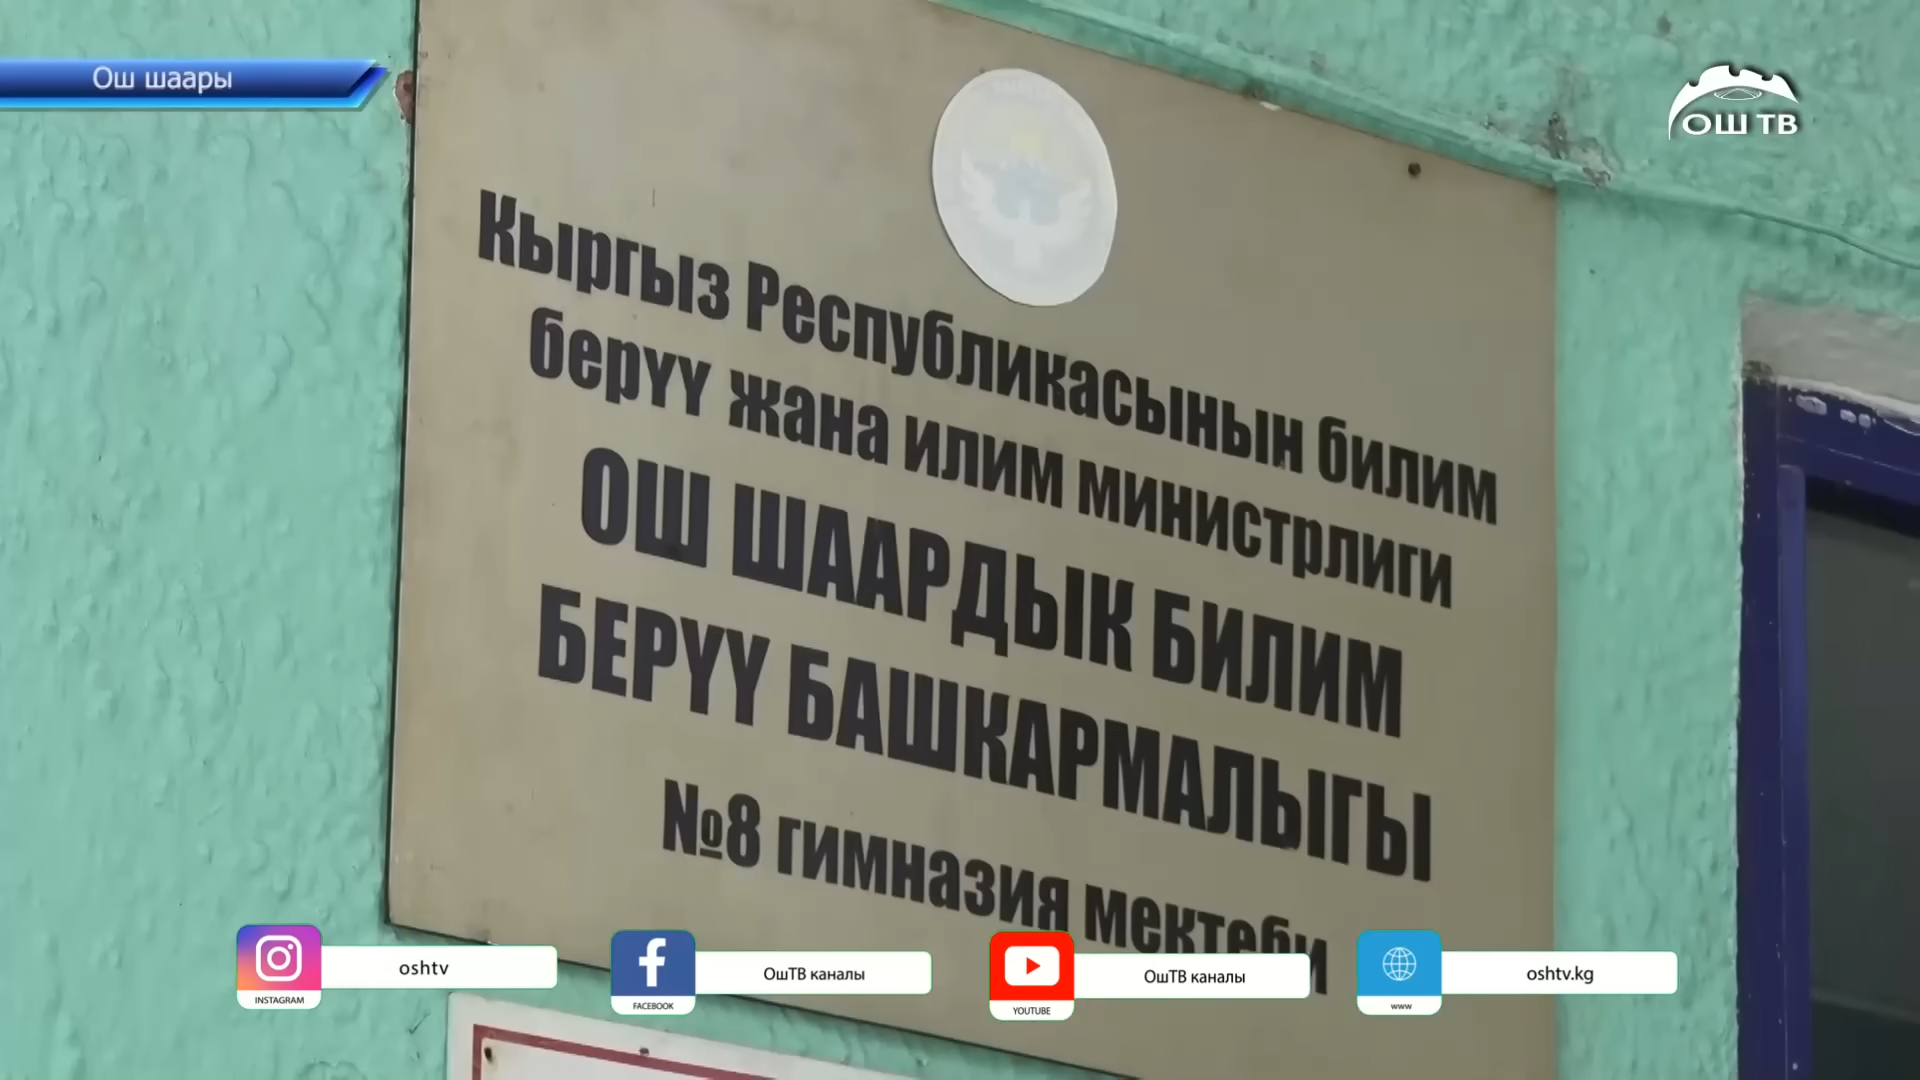 Ош шаары
ОШ ТВ
Кыргыз Республикасынын билим
берүү жана илим министрлиги
ОШ ШААРДЫК БИЛИМ
БЕРҮҮ БАШКАРМАЛЫГЫ
№8 гимназия мектеби
oshtv
INSTAGRAM
ОшТВ каналы
FACEBOOK
ОшТВ каналы
YOUTUBE
oshtv.kg
www